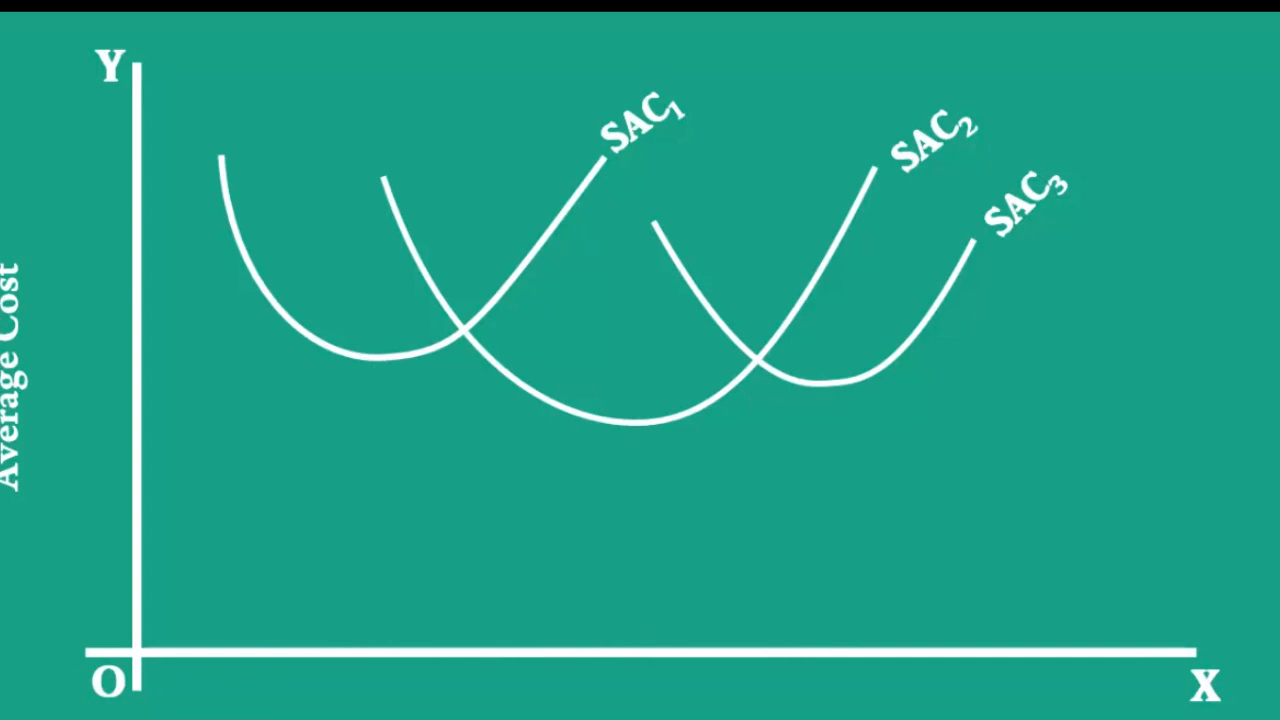 Y
SAC₁
SAC₂
SAC₃
Average Cost
O
X